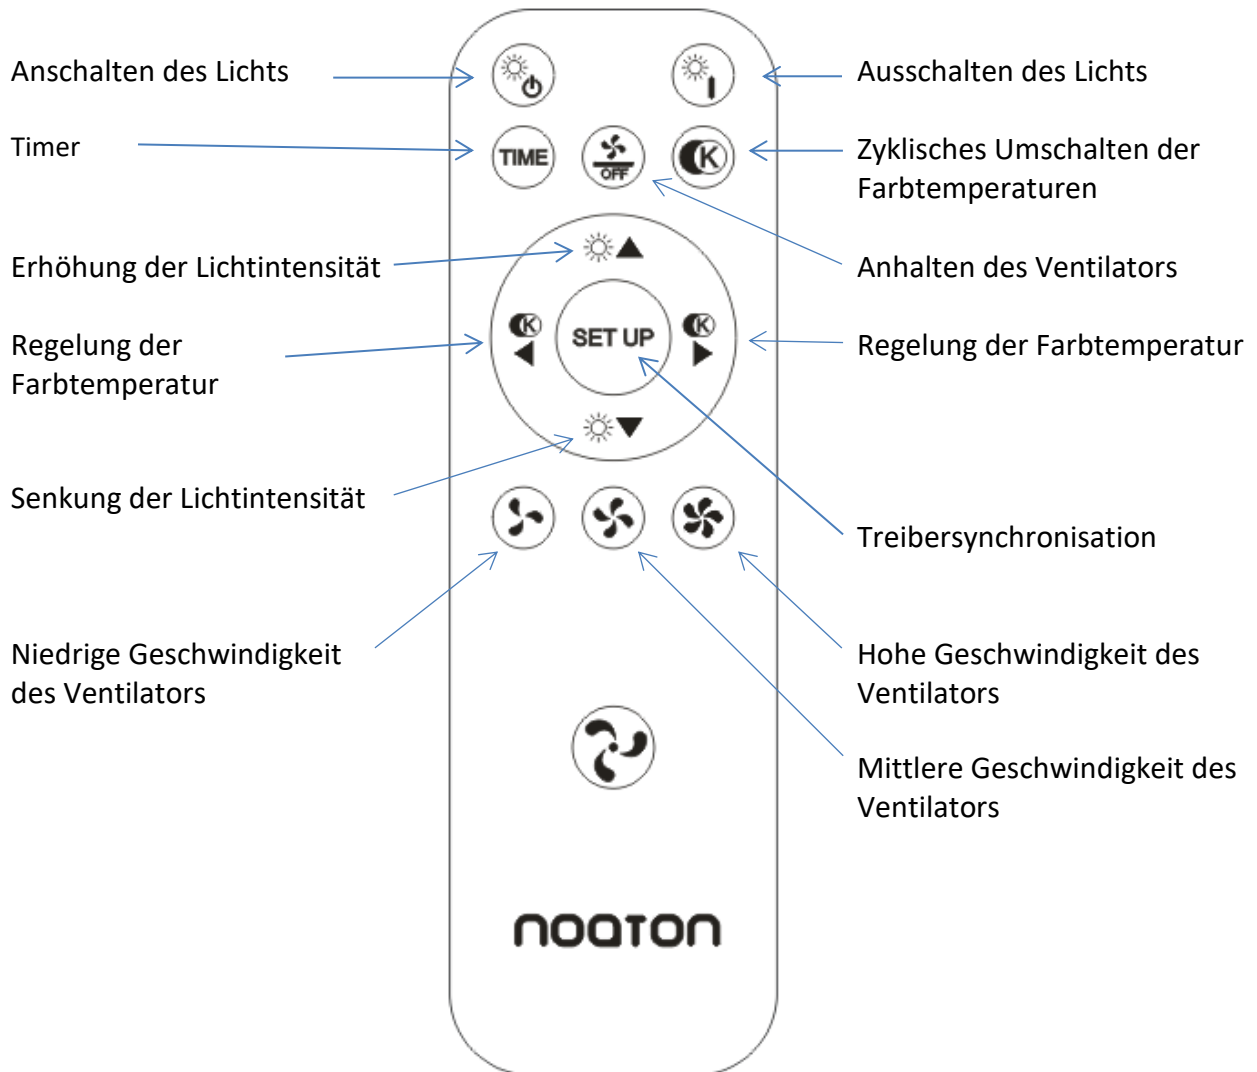 Anschalten des Lichts
Ausschalten des Lichts
Timer
TIME
OFF
K
Zyklisches Umschalten der
Farbtemperaturen
Erhöhung der Lichtintensität
Anhalten des Ventilators
K
SET UP
K
Regelung der
Farbtemperatur
Regelung der Farbtemperatur
Senkung der Lichtintensität
Treibersynchronisation
Niedrige Geschwindigkeit
des Ventilators
Hohe Geschwindigkeit des
Ventilators
Mittlere Geschwindigkeit des
Ventilators
noaton